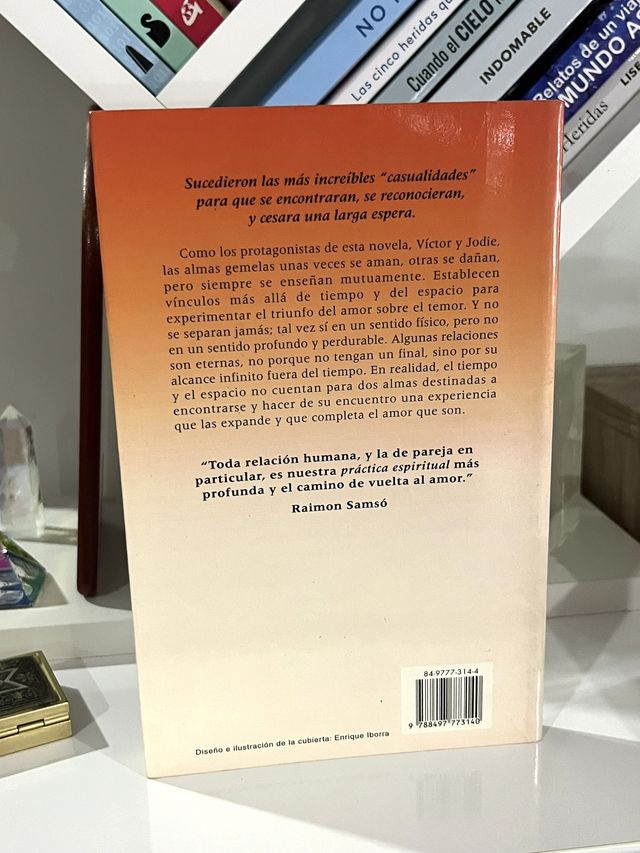 NO
Las cinco heridas qu
Cuando el CIELO
INDOMABLE
Relatos de un via
MUNDO A
Heridas
LISE
Sucedieron las más increíbles “casualidades”
para que se encontraran, se reconocieran,
y cesara una larga espera.
Como los protagonistas de esta novela, Víctor y Jodie,
las almas gemelas unas veces se aman, otras se dañan,
pero siempre se enseñan mutuamente. Establecen
vínculos más allá de tiempo y del espacio para
experimentar el triunfo del amor sobre el temor. Y no
se separan jamás; tal vez sí en un sentido físico, pero no
en un sentido profundo y perdurable. Algunas relaciones
son eternas, no porque no tengan un final, sino por su
alcance infinito fuera del tiempo. En realidad, el tiempo
y el espacio no cuentan para dos almas destinadas a
encontrarse y hacer de su encuentro una experiencia
que las expande y que completa el amor que son.
“Toda relación humana, y la de pareja en
particular, es nuestra práctica espiritual más
profunda y el camino de vuelta al amor.”
Raimon Samsó
84-9777-314-4
9 788497 773140
Diseño e ilustración de la cubierta: Enrique Iborra